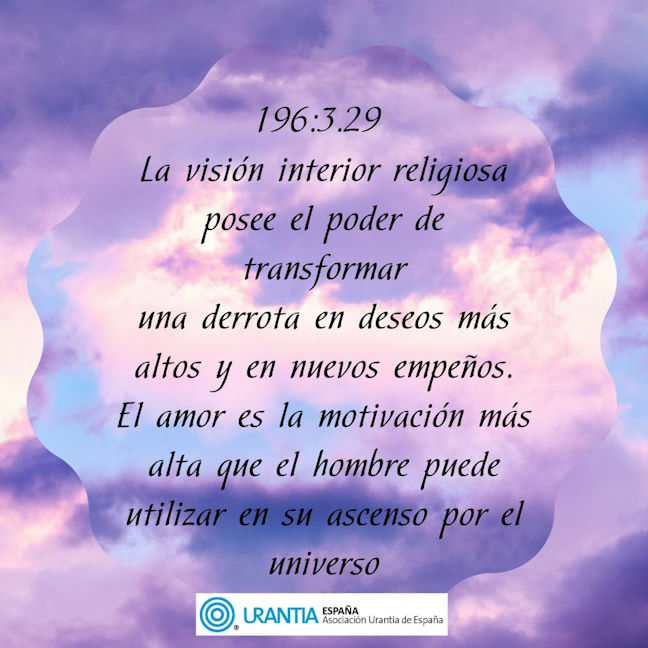 196:3.29
La visión interior religiosa
posee el poder de
transformar
una derrota en deseos más
altos y en nuevos empeños.
El amor es la motivación más
alta que el hombre puede
utilizar en su ascenso por el
universo
® URANTIA ESPAÑA
Asociación Urantia de España